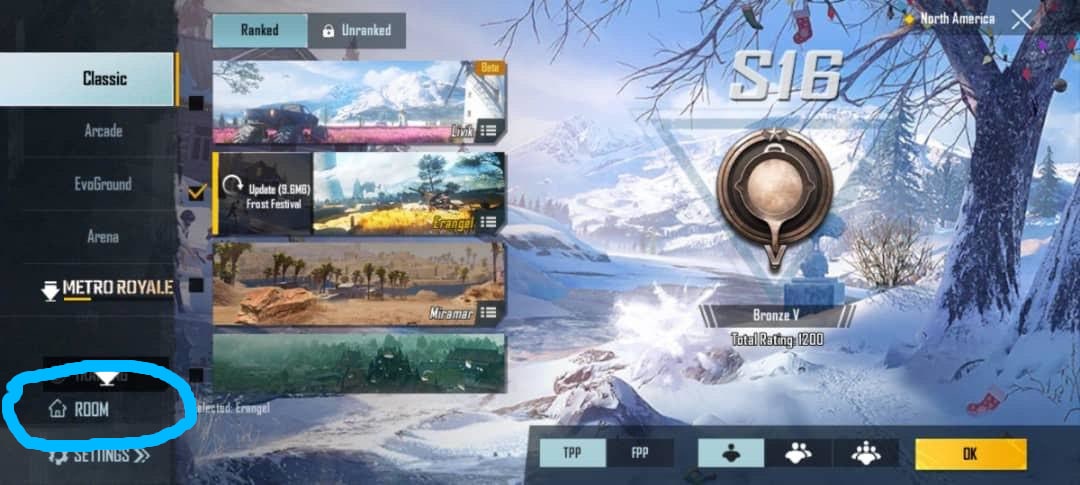 Ranked
Unranked
North America
Classic
Beta
S16
Livik
Arcade
Update (9.6MB)
Frost Festival
EvoGround
Erangel
Arena
METRO ROYALE
Miramar
V
Bronze V
Total Rating: 1200
ROOM
elected: Erangel
SETTINGS
TPP
FPP
OK